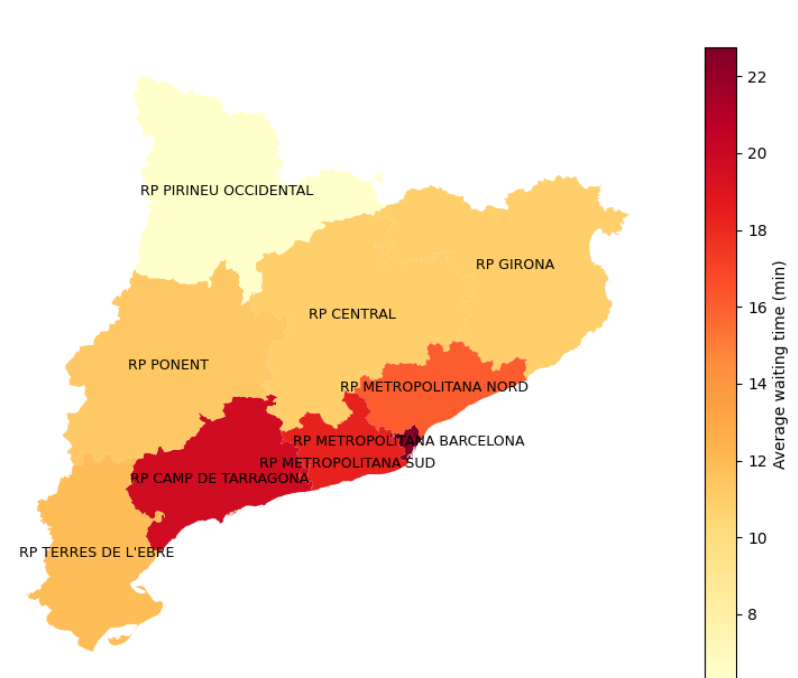 RP PIRINEU OCCIDENTAL
RP GIRONA
RP CENTRAL
RP PONENT
RP METROPOLITANA NORD
RP METROPOLITANA BARCELONA
RP METROPOLITANA SUD
RP CAMP DE TARRAGONA
RP TERRES DE L'EBRE
22
20
18
16
14
12
10
8
Average waiting time (min)